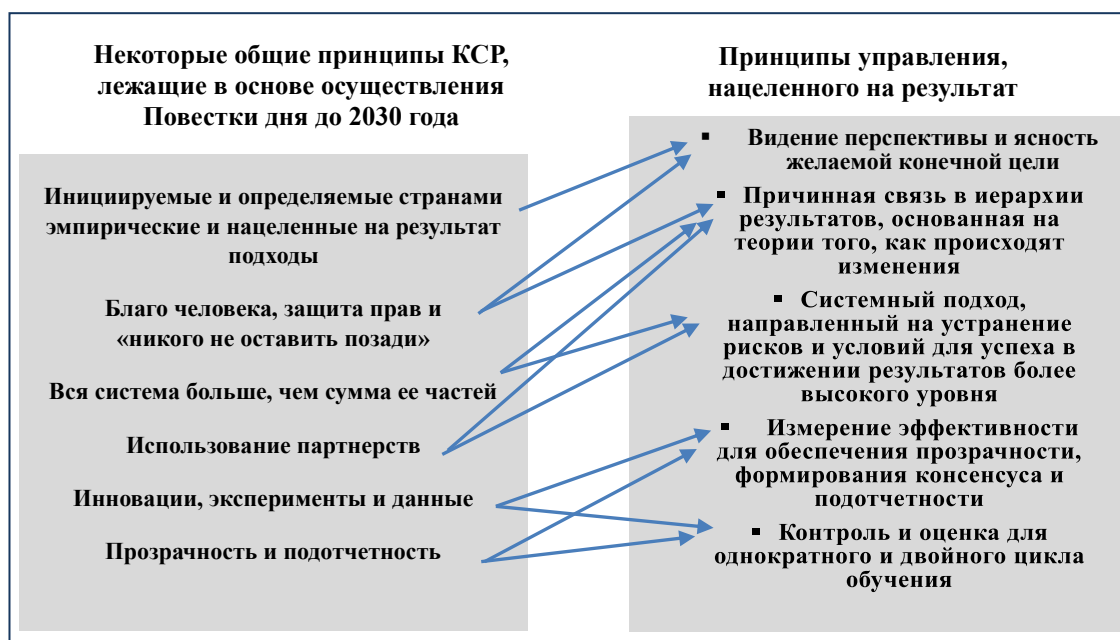 Некоторые общие принципы КСР,
лежащие в основе осуществления
Повестки дня до 2030 года
Инициируемые и определяемые странами
эмпирические и нацеленные на результат
подходы
Благо человека, защита прав и
«никого не оставить позади»
Вся система больше, чем сумма ее частей
Использование партнерств
Инновации, эксперименты и данные
Прозрачность и подотчетность
Принципы управления,
нацеленного на результат
▪ Видение перспективы и ясность
желаемой конечной цели
▪ Причинная связь в иерархии
результатов, основанная на
теории того, как происходят
изменения
▪ Системный подход,
направленный на устранение
рисков и условий для успеха в
достижении результатов более
высокого уровня
▪ Измерение эффективности
для обеспечения прозрачности,
формирования консенсуса и
подотчетности
▪ Контроль и оценка для
однократного и двойного цикла
обучения